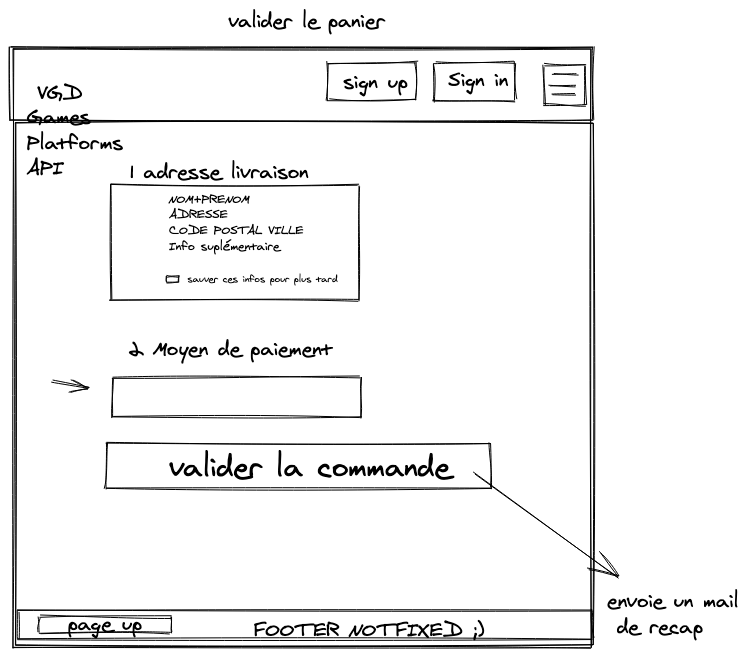 valider le panier
sign up
Sign in
VGD
Games
Platforms
API
1 adresse livraison
NOM+PRENOM
ADRESSE
CODE POSTAL VILLE
Info suplémentaire
sauver ces infos pour plus tard
2 Moyen de paiement
valider la commande
envoie un mail
de recap
page up
FOOTER NOTFIXED ;)